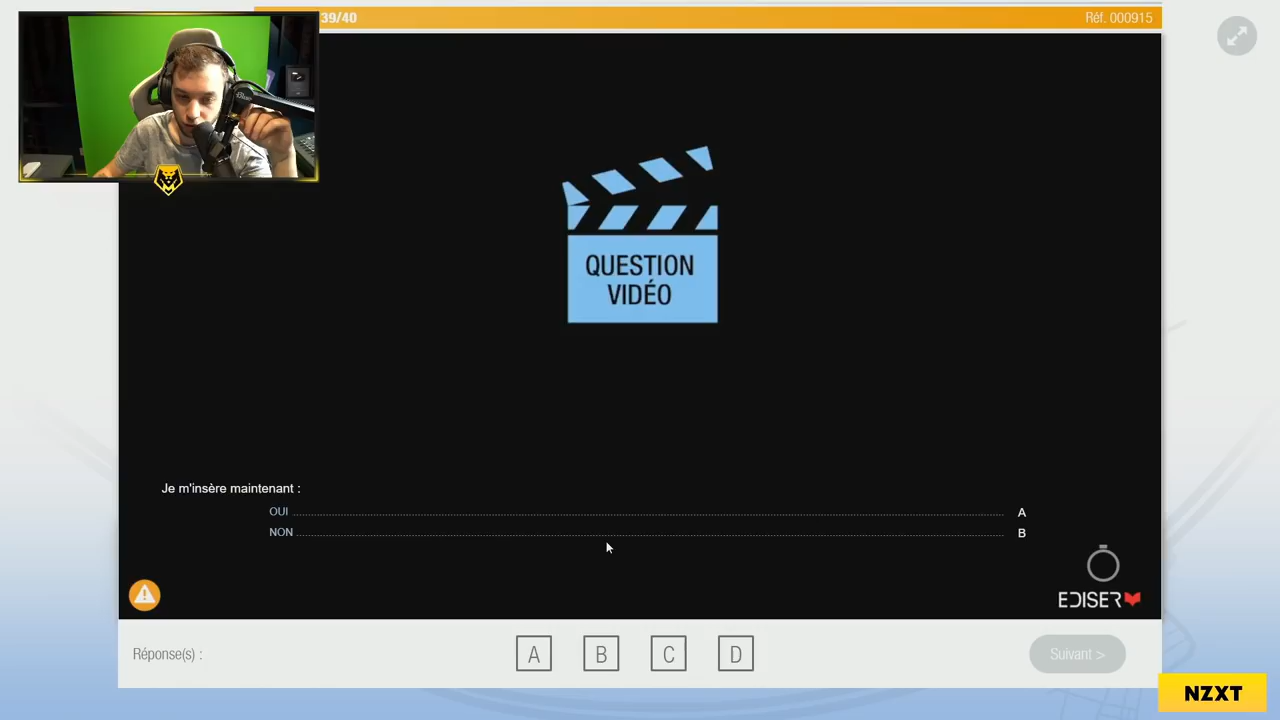 39/40
Réf. 000915
QUESTION
VIDÉO
Je m'insère maintenant :
OUI A
NON B
EDISER
Réponse(s) :
A B C D
Suivant >
NZXT